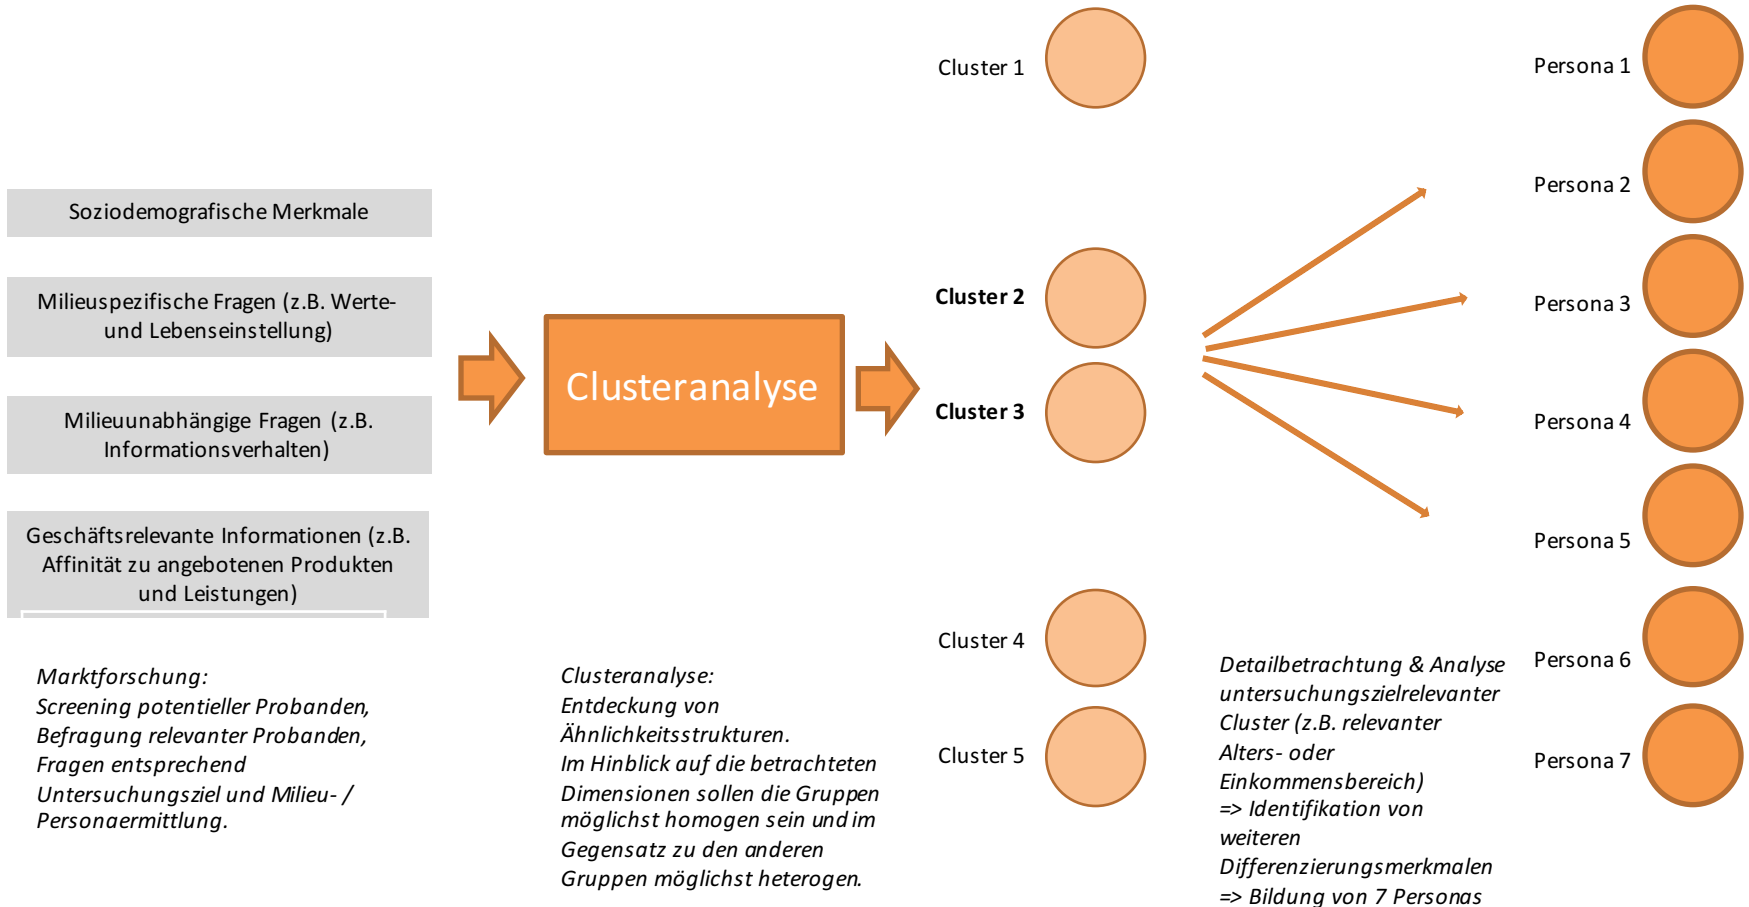 Soziodemografische Merkmale
Milieuspezifische Fragen (z.B. Werte-
und Lebenseinstellung)
Milieuunabhängige Fragen (z.B.
Informationsverhalten)
Geschäftsrelevante Informationen (z.B.
Affinität zu angebotenen Produkten
und Leistungen)
Marktforschung:
Screening potentieller Probanden,
Befragung relevanter Probanden,
Fragen entsprechend
Untersuchungsziel und Milieu- /
Personaermittlung.
Clusteranalyse
Clusteranalyse:
Entdeckung von
Ähnlichkeitsstrukturen.
Im Hinblick auf die betrachteten
Dimensionen sollen die Gruppen
möglichst homogen sein und im
Gegensatz zu den anderen
Gruppen möglichst heterogen.
Cluster 1
Cluster 2
Cluster 3
Cluster 4
Cluster 5
Detailbetrachtung & Analyse
untersuchungszielrelevanter
Cluster (z.B. relevanter
Alters- oder
Einkommensbereich)
=> Identifikation von
weiteren
Differenzierungsmerkmalen
=> Bildung von 7 Personas
Persona 1
Persona 2
Persona 3
Persona 4
Persona 5
Persona 6
Persona 7